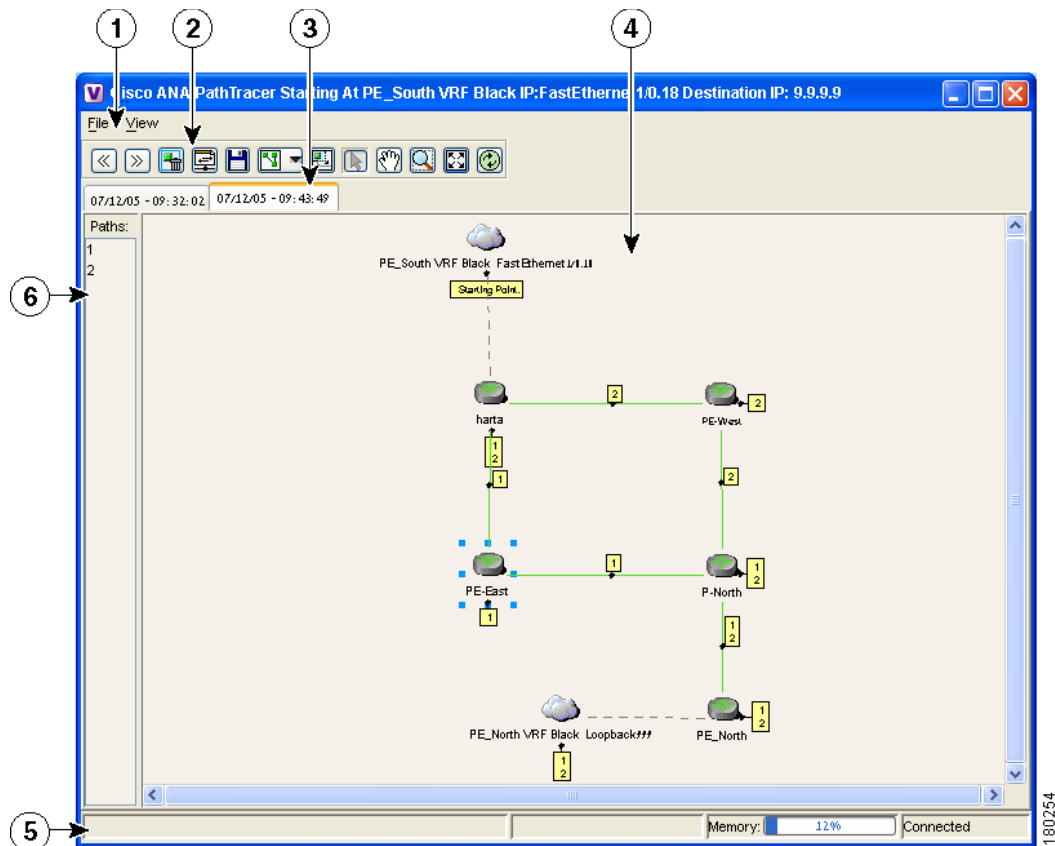 1
2
3
4
Cisco ANA PathTracer Starting At PE_South VRF Black IP:FastEthernet1/0.18 Destination IP: 9.9.9.9
File View
07/12/05 - 09:32:02
07/12/05 - 09:43:49
Paths:
1
2
PE_South VRF Black FastEthernet1/0.18
Starting Point.
6
2
2
harta
PE-West
1
2
1
2
1
PE-East
P-North
1
2
1
1
2
PE_North VRF Black Loopback
PE_North
1
2
1
2
5
Memory: 12%
Connected
180254